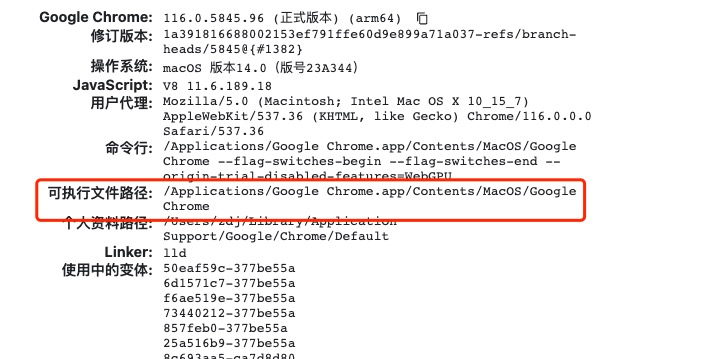 Google Chrome: 116.0.5845.96 (正式版本) (arm64)
修订版本: 1a391816688002153ef791ffe60d9e899a71a037-refs/branch-
heads/5845@{#1382}
操作系统: macOS 版本14.0（版号23A344）
JavaScript: V8 11.6.189.18
用户代理: Mozilla/5.0 (Macintosh; Intel Mac OS X 10_15_7)
AppleWebKit/537.36 (KHTML, like Gecko) Chrome/116.0.0.0
Safari/537.36
命令行: /Applications/Google Chrome.app/Contents/MacOS/Google
Chrome --flag-switches-begin --flag-switches-end --
origin-trial-disabled-features=WebGPU
可执行文件路径: /Applications/Google Chrome.app/Contents/MacOS/Google
Chrome
个人资料路径: /Users/zdj/Library/Application
Support/Google/Chrome/Default
Linker: lld
使用中的变体: 50eaf59c-377be55a
6d1571c7-377be55a
f6ae519e-377be55a
73440212-377be55a
857feb0-377be55a
25a516b9-377be55a
8c693aa5-ca7d8d80